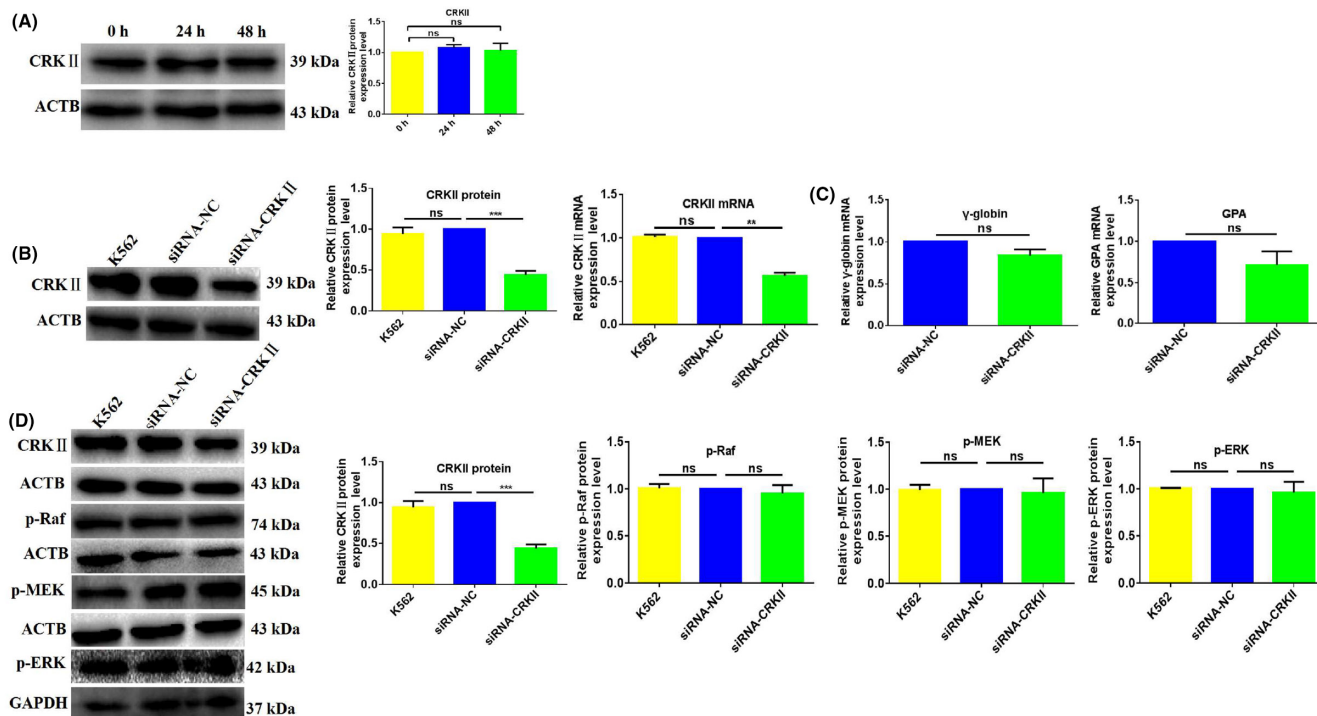 (A)
0 h 24 h 48 h
CRK Ⅱ 39 kDa
ACTB 43 kDa
CRKII
ns
ns
Relative CRK Ⅱ protein
expression level
1.5
1.0
0.5
0.0
0 h 24 h 48 h
(B)
K562 siRNA-NC siRNA-CRK Ⅱ
CRK Ⅱ 39 kDa
ACTB 43 kDa
CRKII protein
ns ***
Relative CRK Ⅱ protein
expression level
1.5
1.0
0.5
0.0
K562 siRNA-NC siRNA-CRKII
CRKII mRNA
ns **
Relative CRK Ⅱ mRNA
expression level
1.5
1.0
0.5
0.0
K562 siRNA-NC siRNA-CRKII
(C)
γ-globin
ns
Relative γ-globin mRNA
expression level
1.5
1.0
0.5
0.0
siRNA-NC siRNA-CRKII
GPA
ns
Relative GPA mRNA
expression level
1.5
1.0
0.5
0.0
siRNA-NC siRNA-CRKII
(D)
K562 siRNA-NC siRNA-CRK Ⅱ
CRK Ⅱ 39 kDa
ACTB 43 kDa
p-Raf 74 kDa
ACTB 43 kDa
p-MEK 45 kDa
ACTB 43 kDa
p-ERK 42 kDa
GAPDH 37 kDa
CRKII protein
ns ***
Relative CRK Ⅱ protein
expression level
1.5
1.0
0.5
0.0
K562 siRNA-NC siRNA-CRKII
p-Raf
ns ns
Relative p-Raf protein
expression level
1.5
1.0
0.5
0.0
K562 siRNA-NC siRNA-CRKII
p-MEK
ns ns
Relative p-MEK protein
expression level
1.5
1.0
0.5
0.0
K562 siRNA-NC siRNA-CRKII
p-ERK
ns ns
Relative p-ERK protein
expression level
1.5
1.0
0.5
0.0
K562 siRNA-NC siRNA-CRKII